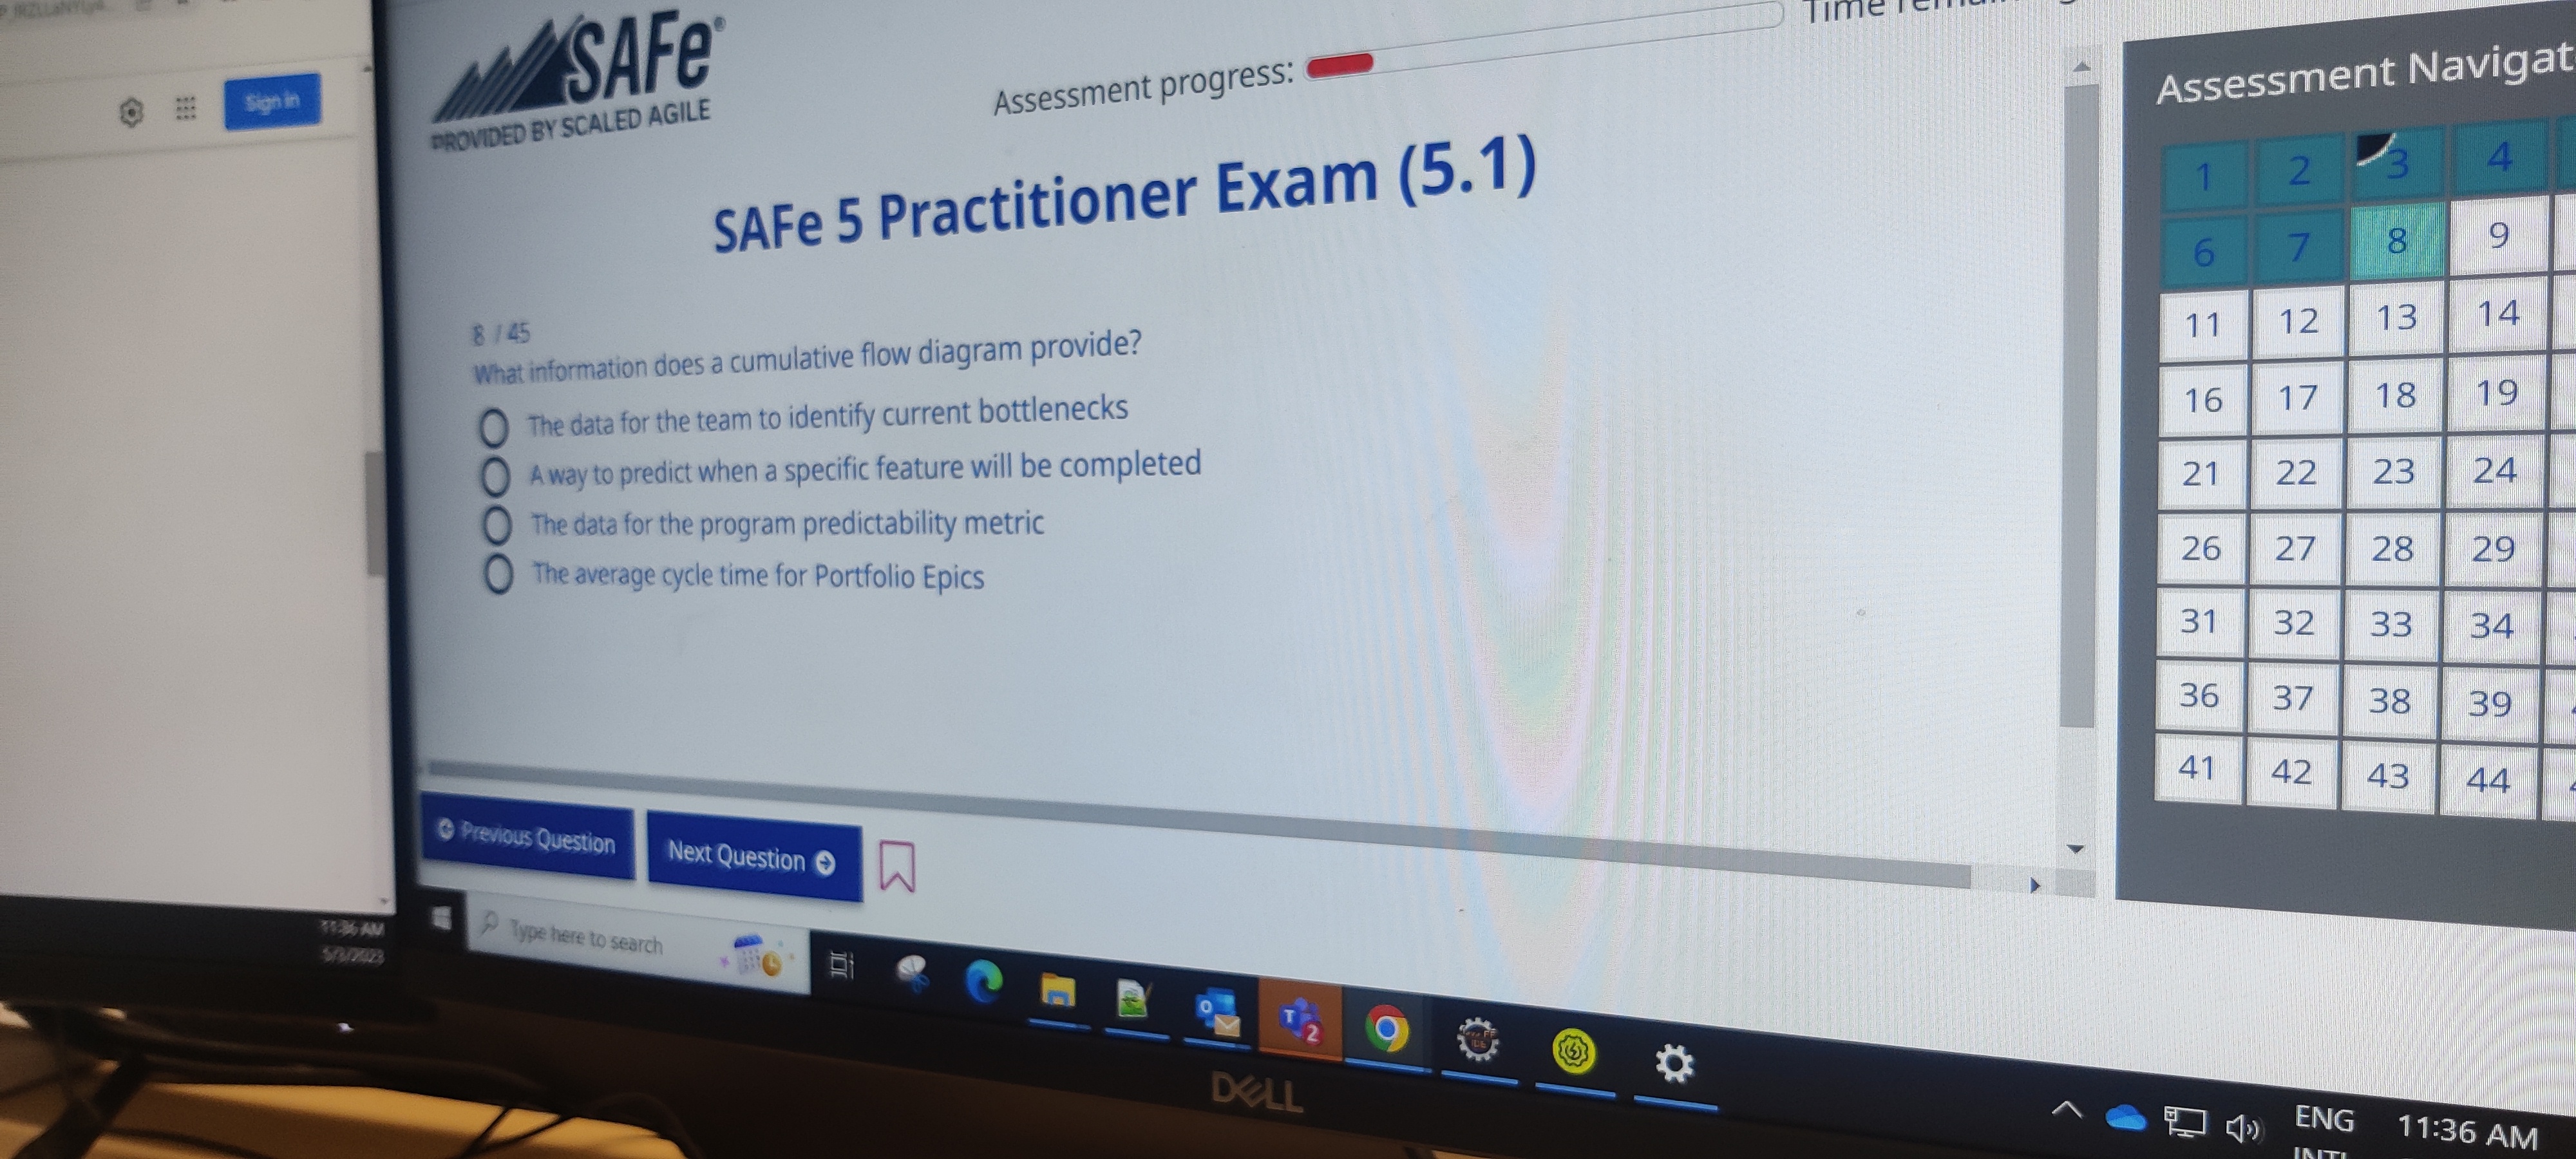 Sign in
SAFe®
PROVIDED BY SCALED AGILE
Assessment progress:
SAFe 5 Practitioner Exam (5.1)
8 / 45
What information does a cumulative flow diagram provide?
The data for the team to identify current bottlenecks
A way to predict when a specific feature will be completed
The data for the program predictability metric
The average cycle time for Portfolio Epics
Previous Question
Next Question
Time
Assessment Navigat
1 2 3 4
6 7 8 9
11 12 13 14
16 17 18 19
21 22 23 24
26 27 28 29
31 32 33 34
36 37 38 39
41 42 43 44
11:36 AM
5/3/2023
Type here to search
2
DELL
ENG
11:36 AM